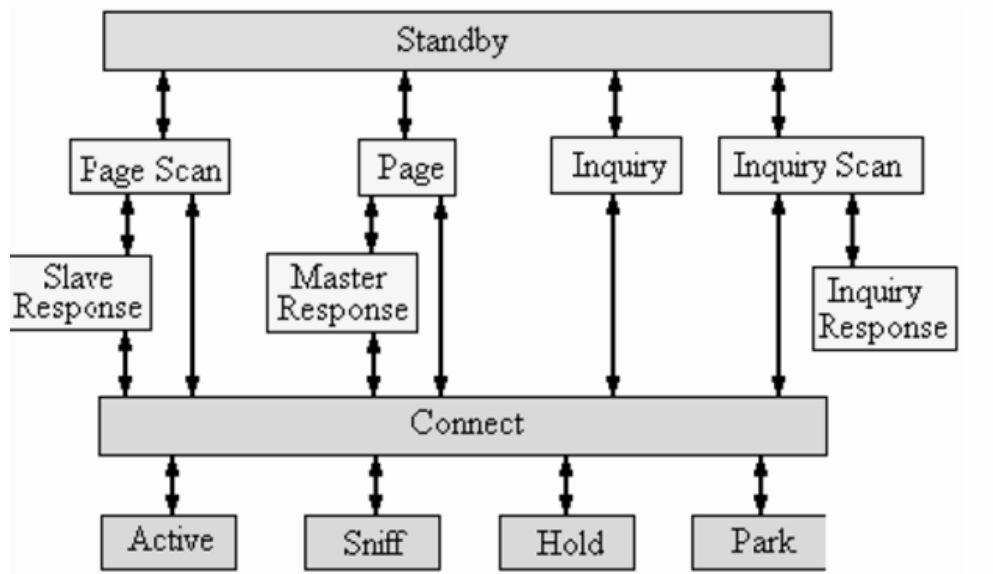 Standby
Page Scan
Page
Inquiry
Inquiry Scan
Slave
Response
Master
Response
Inquiry
Response
Connect
Active
Sniff
Hold
Park